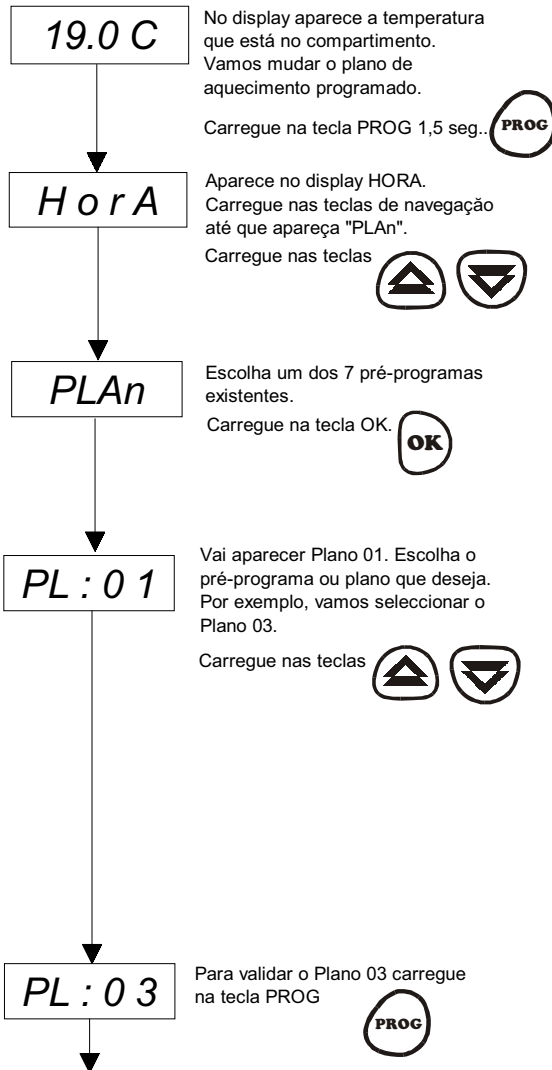 19.0 C
No display aparece a temperatura
que está no compartimento.
Vamos mudar o plano de
aquecimento programado.
Carregue na tecla PROG 1,5 seg..
PROG
H o r A
Aparece no display HORA.
Carregue nas teclas de navegação
até que apareça "PLAn".
Carregue nas teclas
PLAn
Escolha um dos 7 pré-programas
existentes.
Carregue na tecla OK.
OK
PL : 0 1
Vai aparecer Plano 01. Escolha o
pré-programa ou plano que deseja.
Por exemplo, vamos seleccionar o
Plano 03.
Carregue nas teclas
PL : 0 3
Para validar o Plano 03 carregue
na tecla PROG
PROG